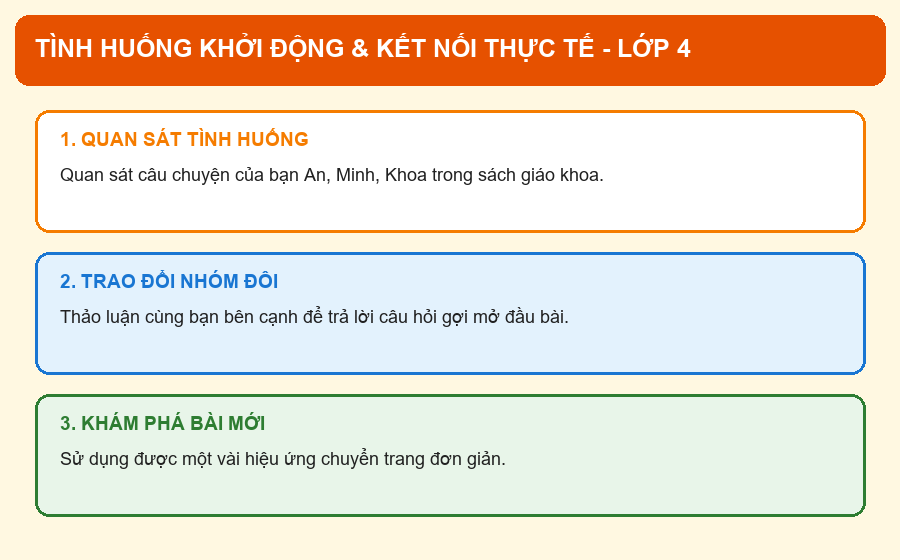 TÌNH HUỐNG KHỞI ĐỘNG & KẾT NỐI THỰC TẾ - LỚP 4
1. QUAN SÁT TÌNH HUỐNG
Quan sát câu chuyện của bạn An, Minh, Khoa trong sách giáo khoa.
2. TRAO ĐỔI NHÓM ĐÔI
Thảo luận cùng bạn bên cạnh để trả lời câu hỏi gợi mở đầu bài.
3. KHÁM PHÁ BÀI MỚI
Sử dụng được một vài hiệu ứng chuyển trang đơn giản.